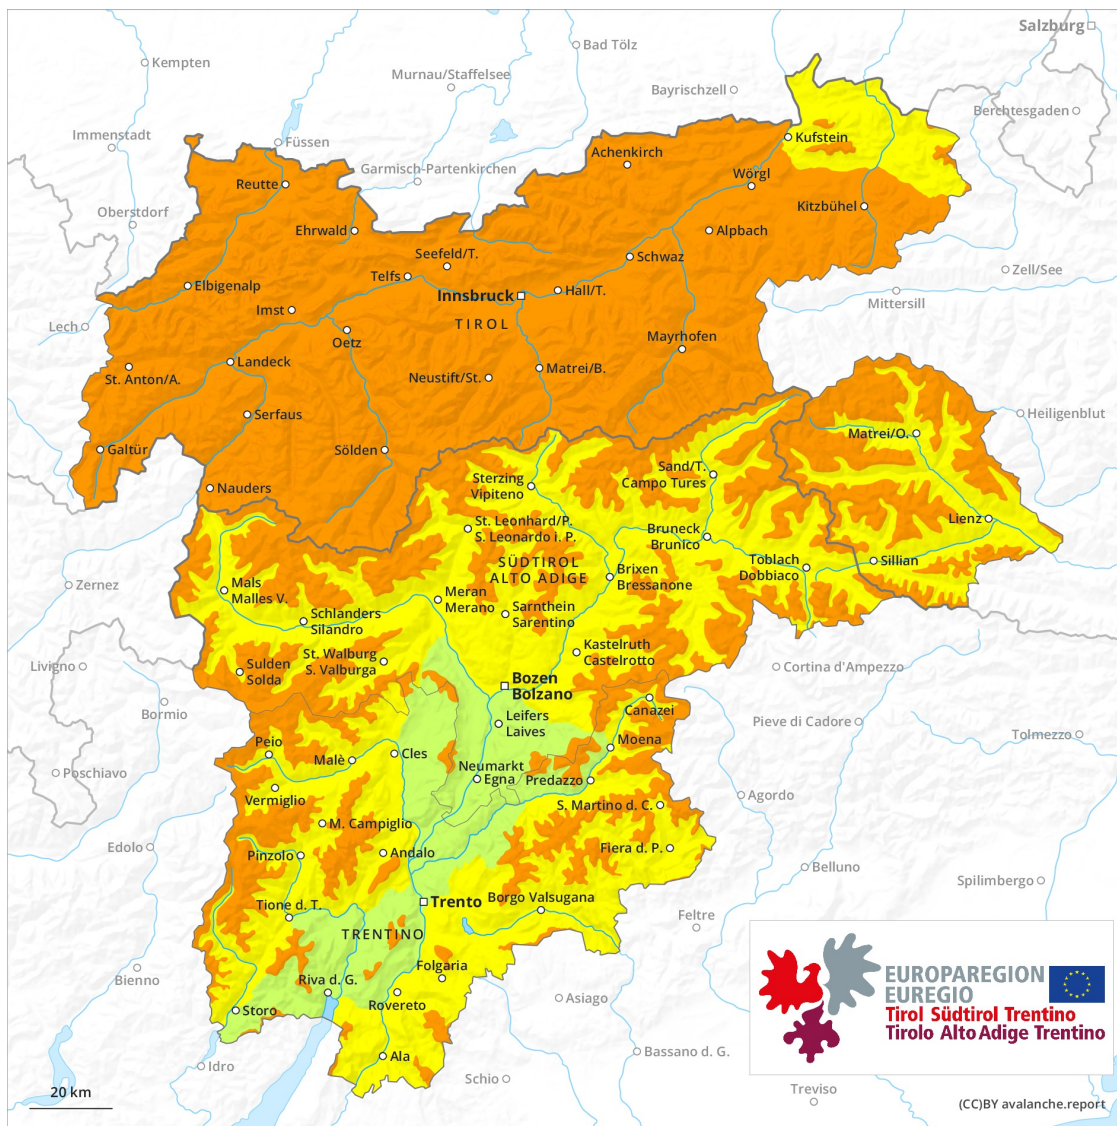 Salzburg
Bad Tölz
Kempten
Murnau/Staffelsee
Bayrischzell
Berchtesgaden
Immenstadt
Füssen
Kufstein
Achenkirch
Garmisch-Partenkirchen
Wörgl
Reutte
Oberstdorf
Kitzbühel
Ehrwald
Alpbach
Seefeld/T.
Schwaz
Telfs
Zell/See
Elbigenalp
Innsbruck
Hall/T.
Mittersill
Imst
TIROL
Lech
Oetz
Mayrhofen
Landeck
Matrei/B.
St. Anton/A.
Neustift/St.
Serfaus
Heiligenblut
Matrei/O.
Galtür
Sölden
Sand/T.
Campo Tures
Sterzing
Vipiteno
Nauders
St. Leonhard/P.
S. Leonardo i. P.
Lienz
Bruneck
Brunico
SÜDTIROL
ALTO ADIGE
Toblach
Dobbiaco
Sillian
Zernez
Brixen
Bressanone
Mals
Malles V.
Meran
Merano
Sarnthein
Sarentino
Schlanders
Silandro
Kastelruth
Castelrotto
St. Walburg
S. Valburga
Livigno
Sulden
Solda
Cortina d'Ampezzo
Bozen
Bolzano
Bormio
Canazei
Leifers
Laives
Pieve di Cadore
Tolmezzo
Peio
Moena
Cles
Malè
Poschiavo
Neumarkt
Egna
Predazzo
Vermiglio
Agordo
S. Martino d. C.
M. Campiglio
Edolo
Pinzolo
Andalo
Fiera d. P.
Belluno
Spilimbergo
Trento
Borgo Valsugana
Tione d. T.
Feltre
TRENTINO
Folgaria
Bienno
Riva d. G.
Rovereto
Asiago
Storo
EUROPAREGION
EUREGIO
Tirol Südtirol Trentino
Tirolo Alto Adige Trentino
Ala
Bassano d. G.
Idro
Schio
Treviso
20 km
(CC)BY avalanche.report